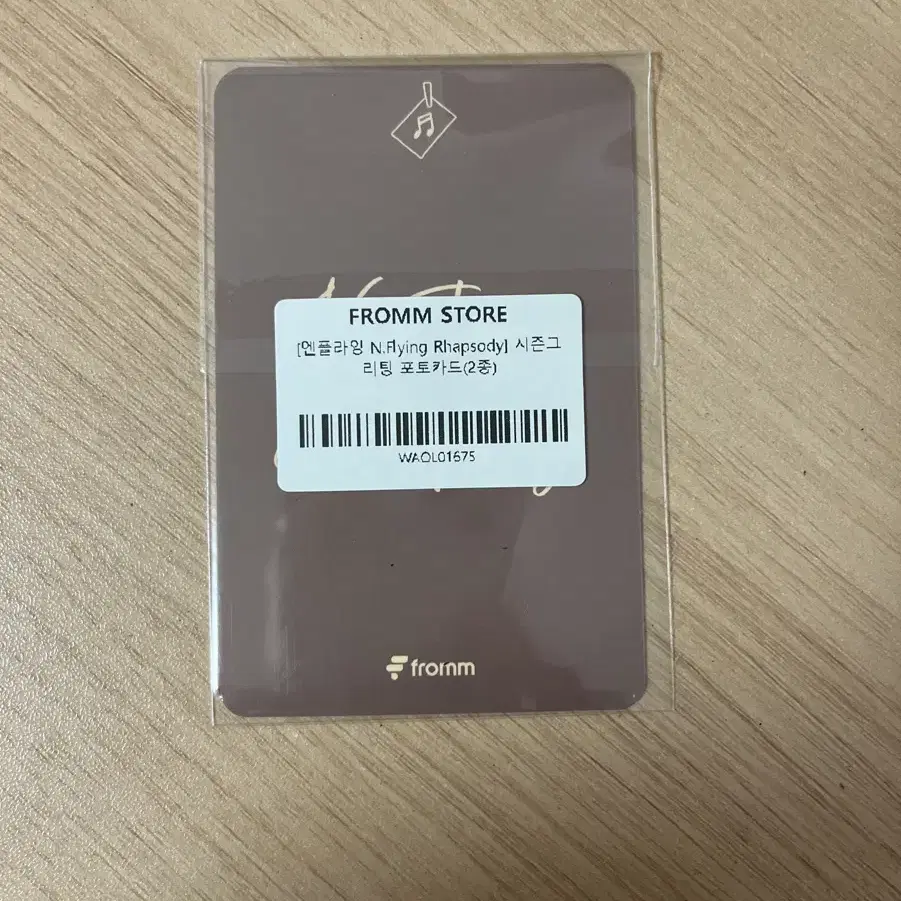 FROMM STORE
[엔플라잉 N.Flying Rhapsody] 시즌그
리팅 포토카드(2종)
WAOL01675
fromm